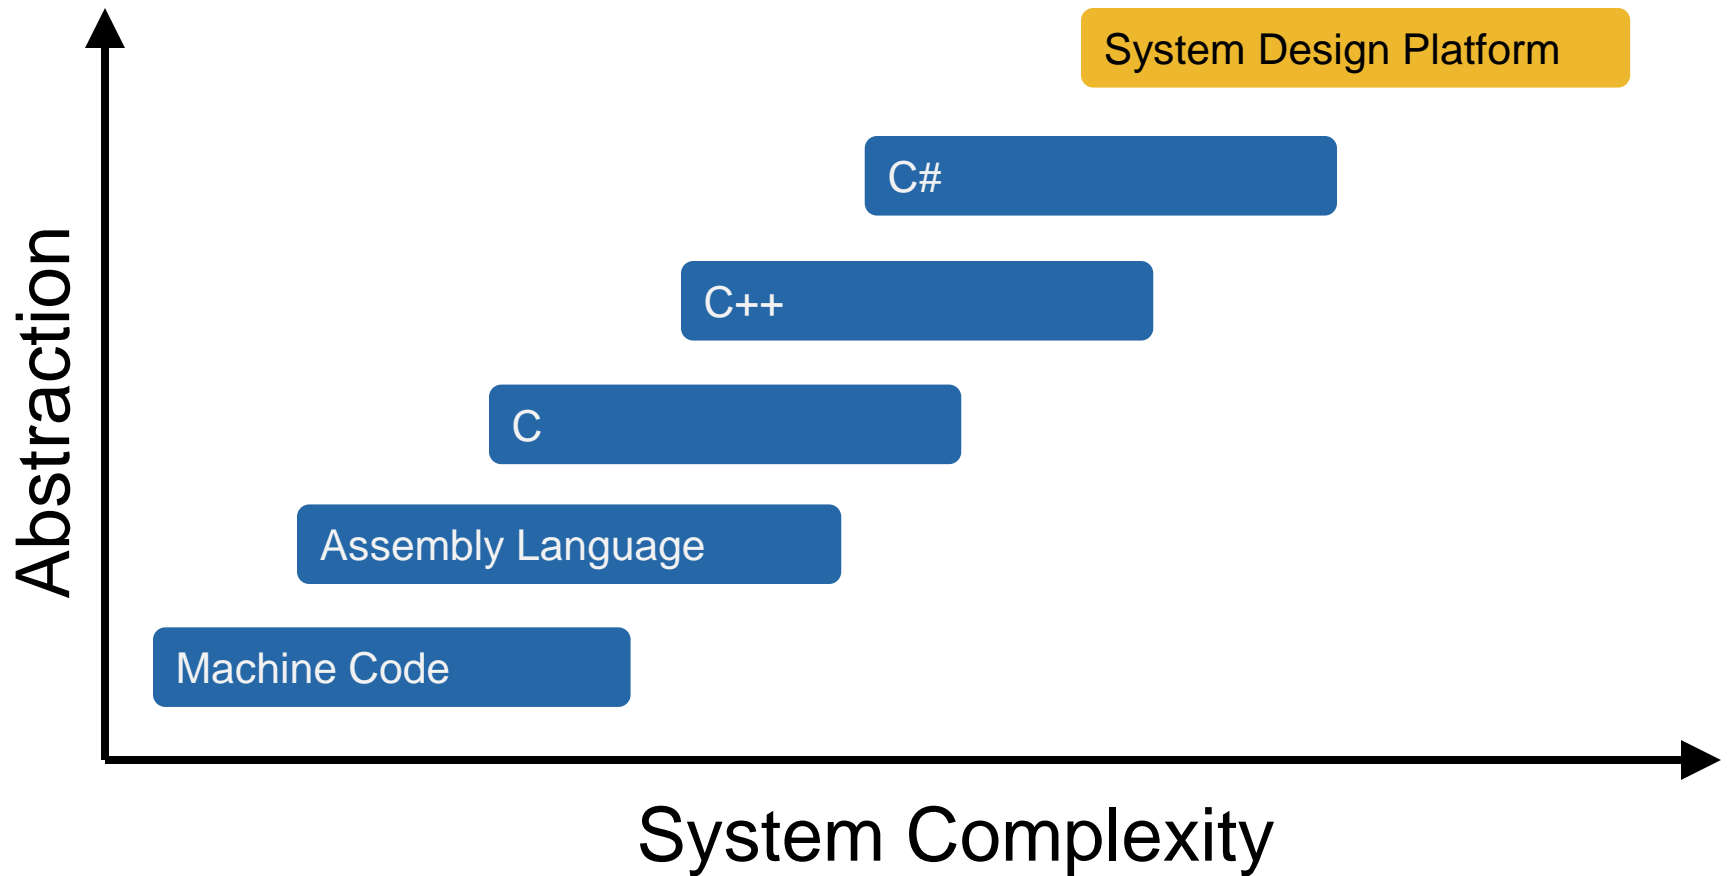 System Design Platform
C#
C++
C
Assembly Language
Machine Code
Abstraction
System Complexity